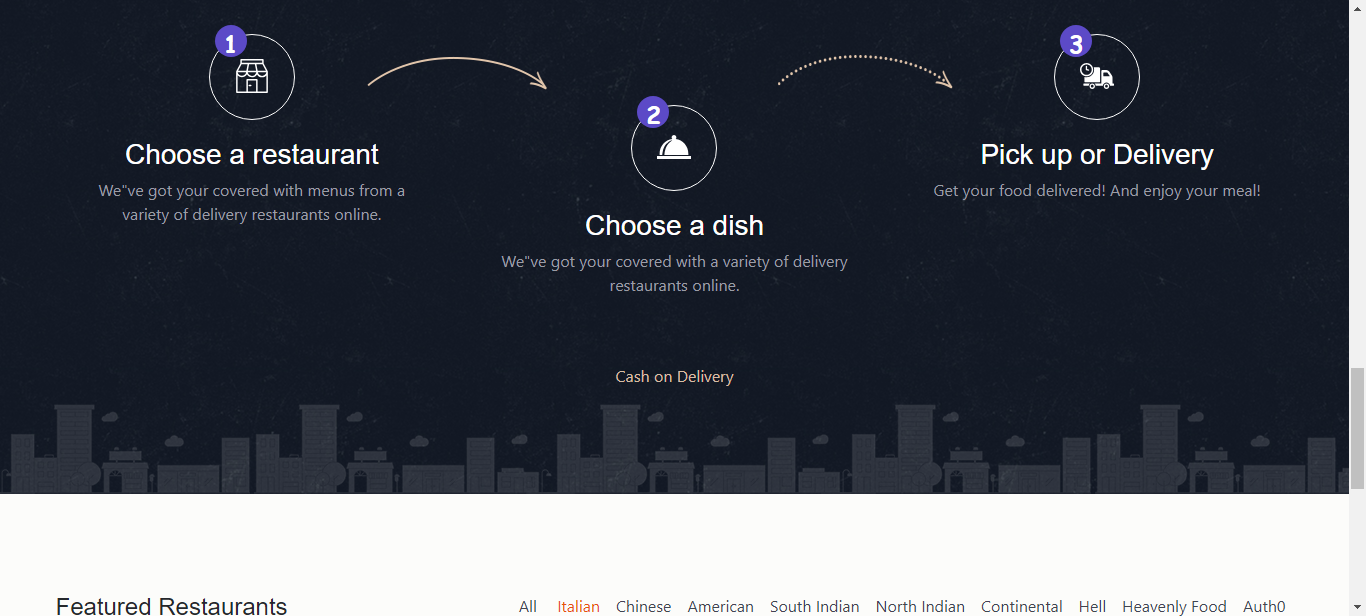 1
Choose a restaurant
We"ve got your covered with menus from a
variety of delivery restaurants online.
2
Choose a dish
We"ve got your covered with a variety of delivery
restaurants online.
3
Pick up or Delivery
Get your food delivered! And enjoy your meal!
Cash on Delivery
Featured Restaurants
All Italian Chinese American South Indian North Indian Continental Hell Heavenly Food Auth0